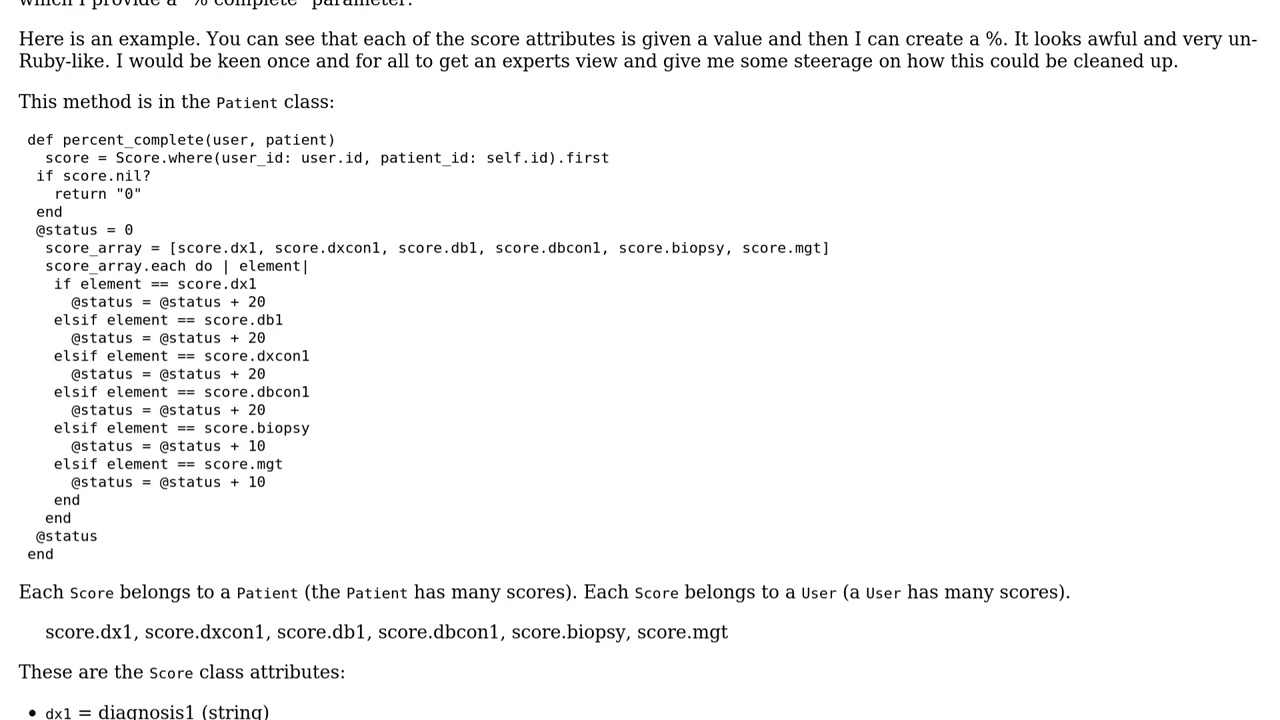 which I provide a "% complete" parameter.
Here is an example. You can see that each of the score attributes is given a value and then I can create a %. It looks awful and very un-
Ruby-like. I would be keen once and for all to get an experts view and give me some steerage on how this could be cleaned up.
This method is in the Patient class:
def percent_complete(user, patient)
  score = Score.where(user_id: user.id, patient_id: self.id).first
 if score.nil?
   return "0"
 end
 @status = 0
  score_array = [score.dx1, score.dxcon1, score.db1, score.dbcon1, score.biopsy, score.mgt]
  score_array.each do | element|
   if element == score.dx1
     @status = @status + 20
   elsif element == score.db1
     @status = @status + 20
   elsif element == score.dxcon1
     @status = @status + 20
   elsif element == score.dbcon1
     @status = @status + 20
   elsif element == score.biopsy
     @status = @status + 10
   elsif element == score.mgt
     @status = @status + 10
   end
  end
 @status
end
Each Score belongs to a Patient (the Patient has many scores). Each Score belongs to a User (a User has many scores).
score.dx1, score.dxcon1, score.db1, score.dbcon1, score.biopsy, score.mgt
These are the Score class attributes:
• dx1 = diagnosis1 (string)